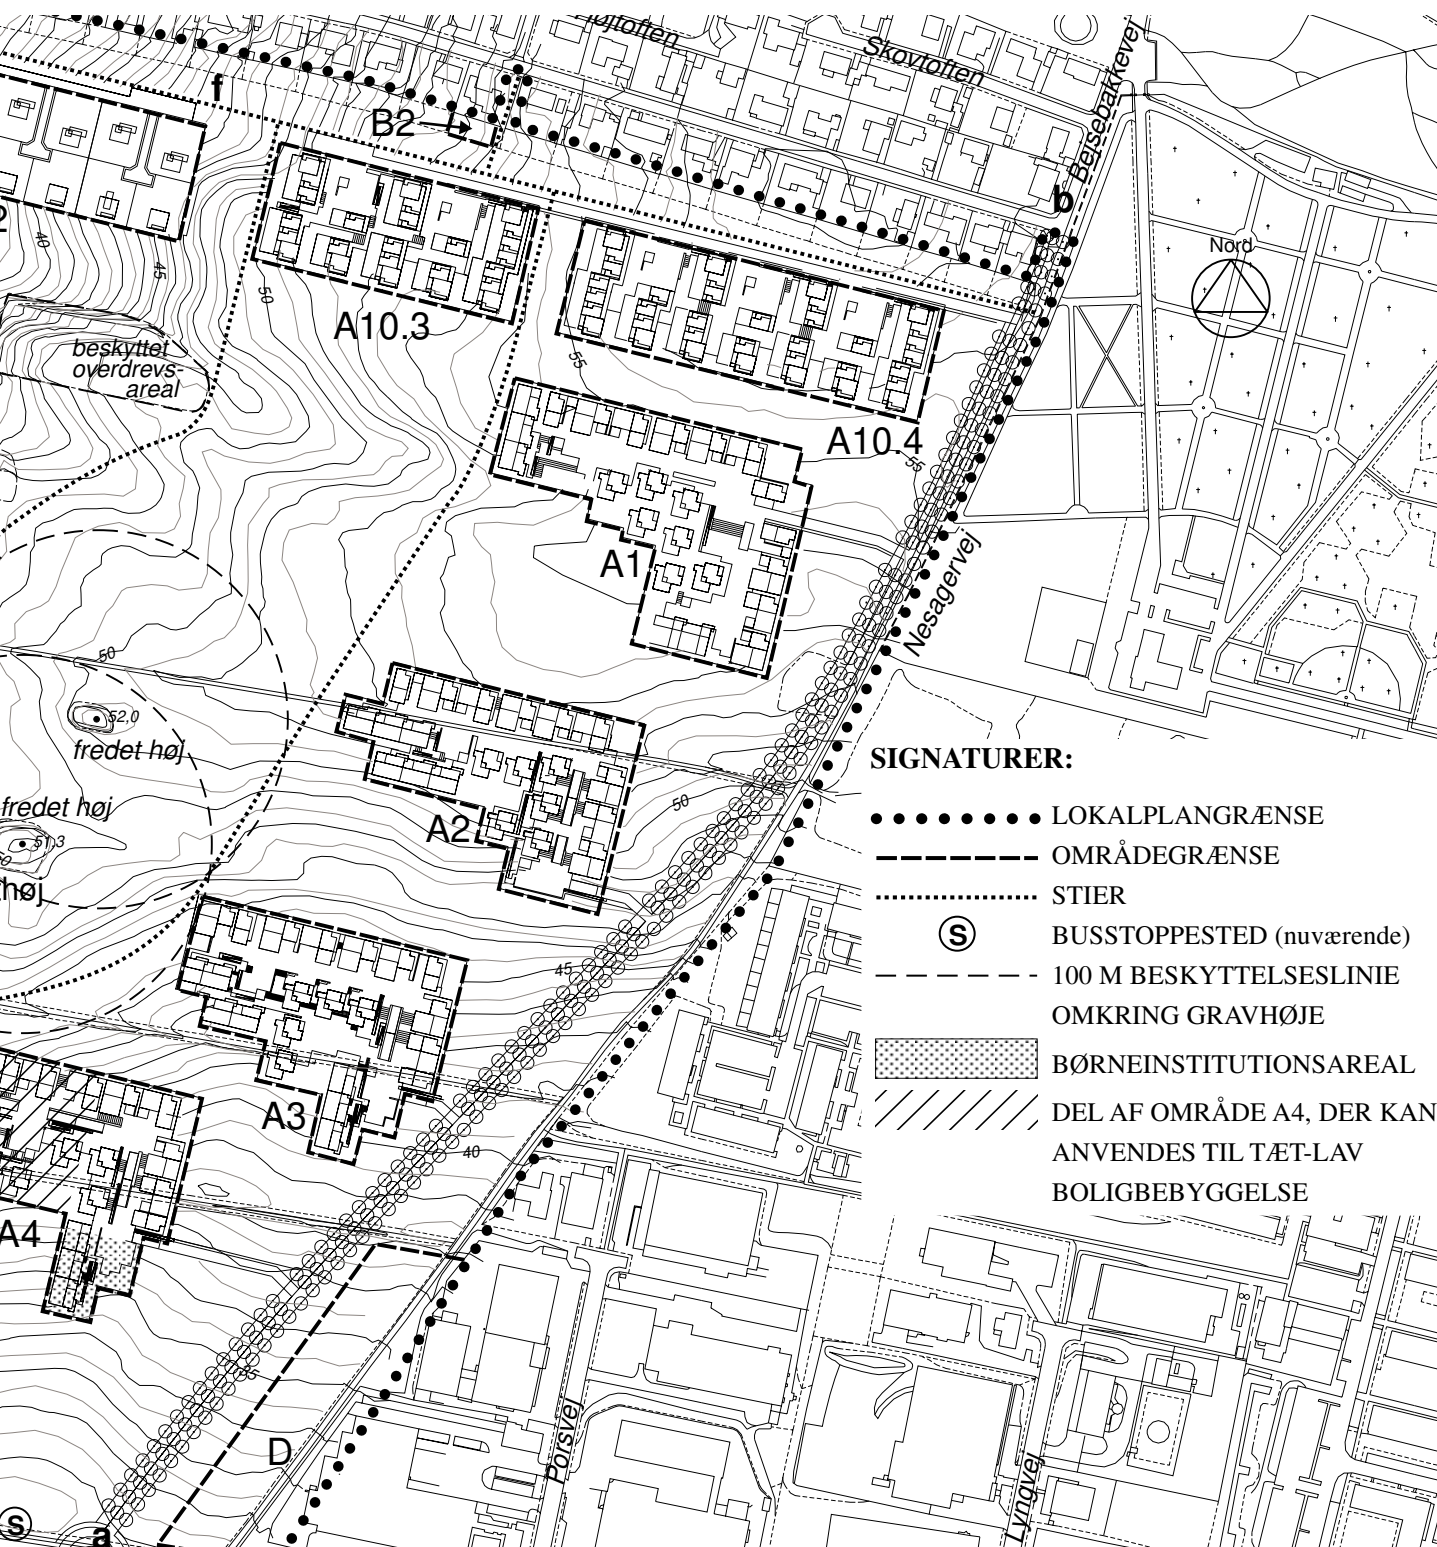 Højtoften
Skovtoften
Bejsebakkevej
f
B2
b
Nord
2
40
45
50
A10.3
55
beskyttet
overdrevs-
areal
A10.4
55
A1
Nesagervej
50
52,0
fredet høj
fredet høj
51,3
høj
A2
50
SIGNATURER:
LOKALPLANGRÆNSE
OMRÅDEGRÆNSE
STIER
S BUSSTOPPESTED (nuværende)
100 M BESKYTTELSESLINIE
OMKRING GRAVHØJE
BØRNEINSTITUTIONSAREAL
DEL AF OMRÅDE A4, DER KAN
ANVENDES TIL TÆT-LAV
BOLIGBEBYGGELSE
45
A3
40
A4
35
D
Porsvej
Lyngvej
S
a